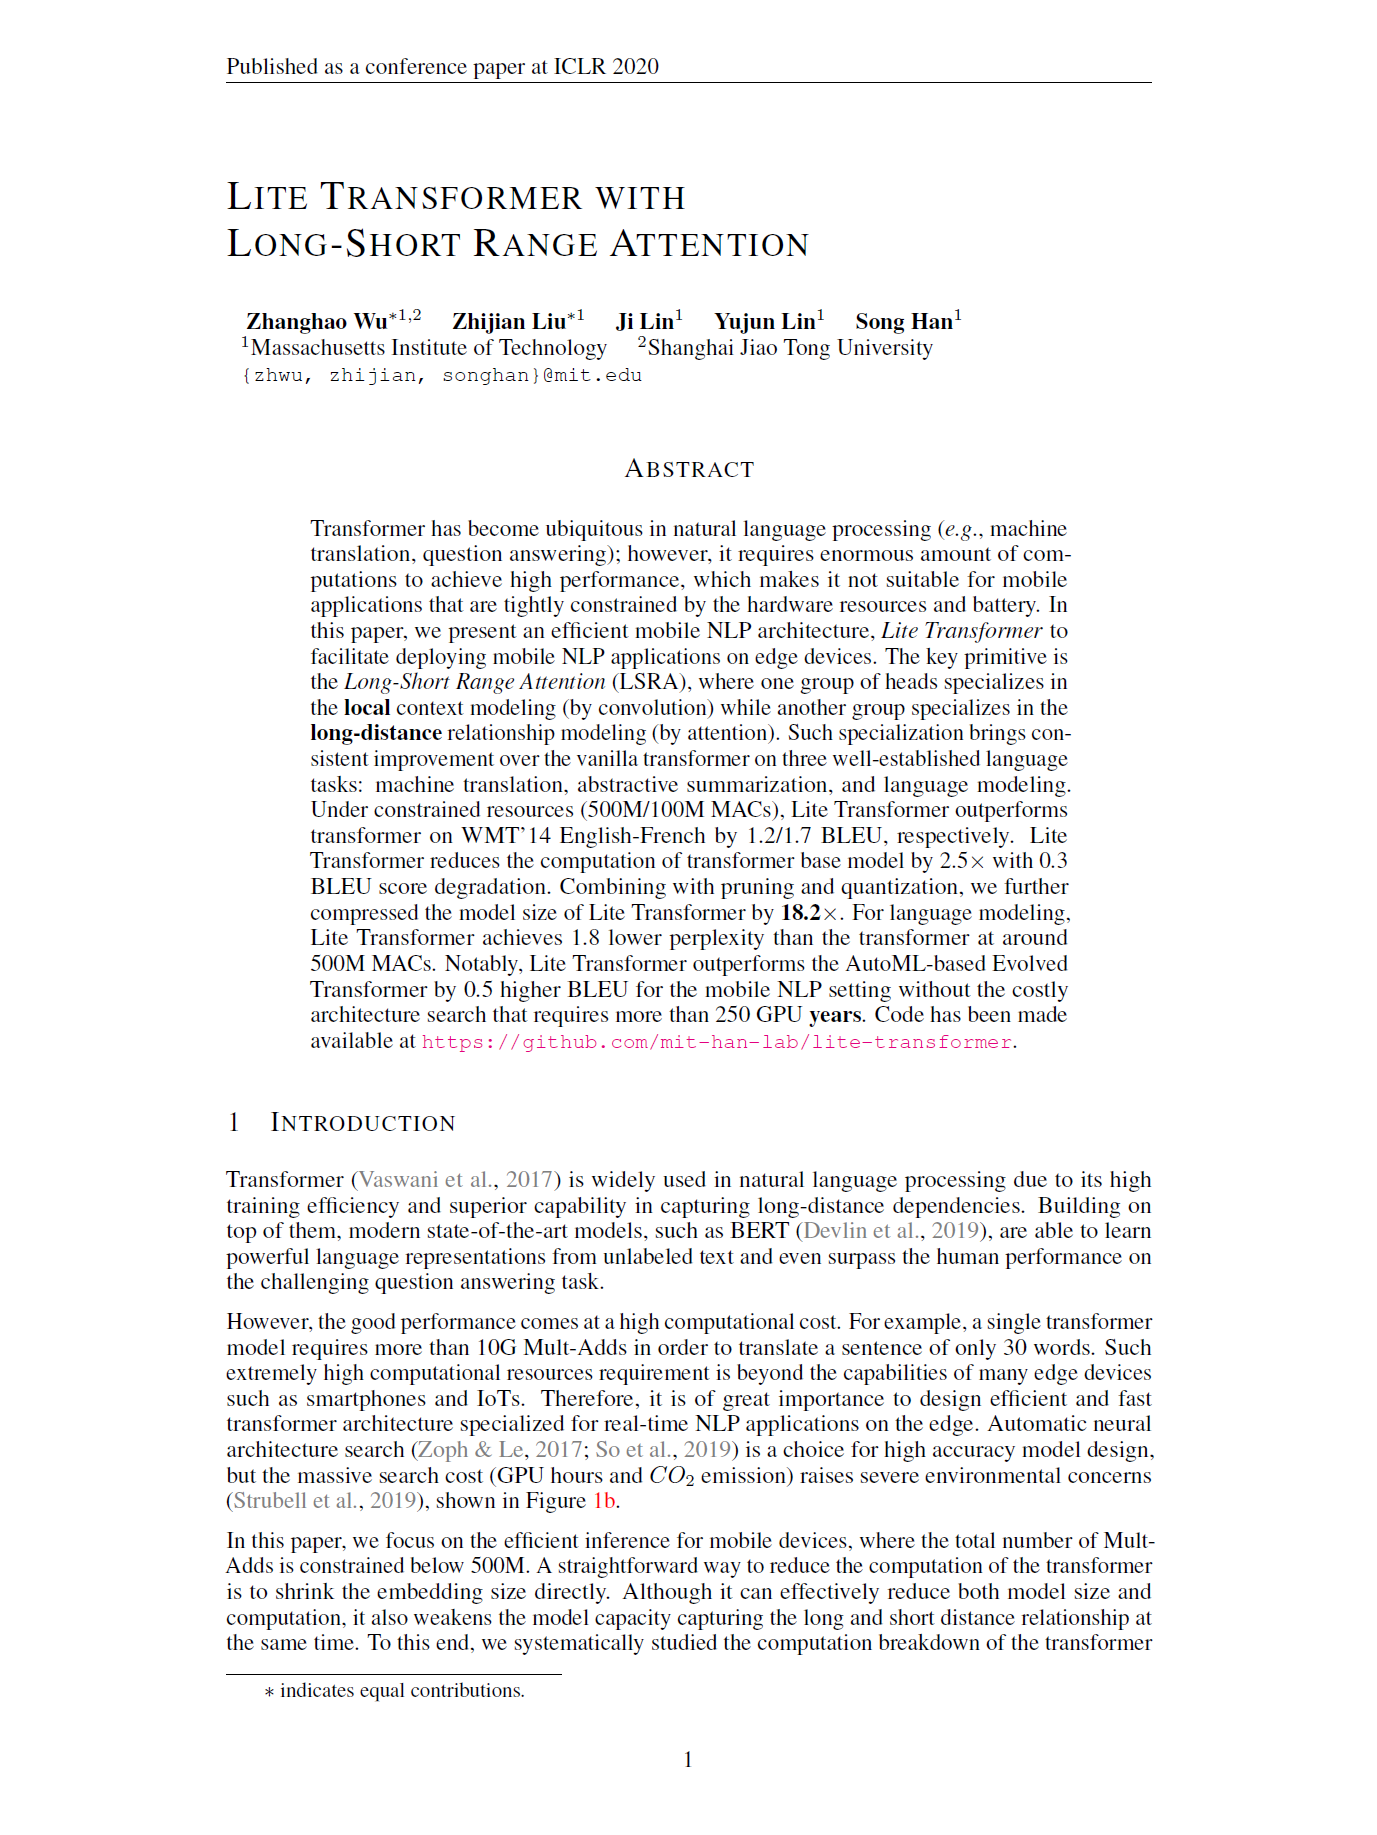 Published as a conference paper at ICLR 2020
LITE TRANSFORMER WITH
LONG-SHORT RANGE ATTENTION
Zhanghao Wu∗1,2 Zhijian Liu∗1 Ji Lin1 Yujun Lin1 Song Han1
1Massachusetts Institute of Technology 2Shanghai Jiao Tong University
{zhwu, zhijian, songhan}@mit.edu
ABSTRACT
Transformer has become ubiquitous in natural language processing (e.g., machine
translation, question answering); however, it requires enormous amount of com-
putations to achieve high performance, which makes it not suitable for mobile
applications that are tightly constrained by the hardware resources and battery. In
this paper, we present an efficient mobile NLP architecture, Lite Transformer to
facilitate deploying mobile NLP applications on edge devices. The key primitive is
the Long-Short Range Attention (LSRA), where one group of heads specializes in
the local context modeling (by convolution) while another group specializes in the
long-distance relationship modeling (by attention). Such specialization brings con-
sistent improvement over the vanilla transformer on three well-established language
tasks: machine translation, abstractive summarization, and language modeling.
Under constrained resources (500M/100M MACs), Lite Transformer outperforms
transformer on WMT'14 English-French by 1.2/1.7 BLEU, respectively. Lite
Transformer reduces the computation of transformer base model by 2.5× with 0.3
BLEU score degradation. Combining with pruning and quantization, we further
compressed the model size of Lite Transformer by 18.2×. For language modeling,
Lite Transformer achieves 1.8 lower perplexity than the transformer at around
500M MACs. Notably, Lite Transformer outperforms the AutoML-based Evolved
Transformer by 0.5 higher BLEU for the mobile NLP setting without the costly
architecture search that requires more than 250 GPU years. Code has been made
available at https://github.com/mit-han-lab/lite-transformer.
1 INTRODUCTION
Transformer (Vaswani et al., 2017) is widely used in natural language processing due to its high
training efficiency and superior capability in capturing long-distance dependencies. Building on
top of them, modern state-of-the-art models, such as BERT (Devlin et al., 2019), are able to learn
powerful language representations from unlabeled text and even surpass the human performance on
the challenging question answering task.
However, the good performance comes at a high computational cost. For example, a single transformer
model requires more than 10G Mult-Adds in order to translate a sentence of only 30 words. Such
extremely high computational resources requirement is beyond the capabilities of many edge devices
such as smartphones and IoTs. Therefore, it is of great importance to design efficient and fast
transformer architecture specialized for real-time NLP applications on the edge. Automatic neural
architecture search (Zoph & Le, 2017; So et al., 2019) is a choice for high accuracy model design,
but the massive search cost (GPU hours and CO2 emission) raises severe environmental concerns
(Strubell et al., 2019), shown in Figure 1b.
In this paper, we focus on the efficient inference for mobile devices, where the total number of Mult-
Adds is constrained below 500M. A straightforward way to reduce the computation of the transformer
is to shrink the embedding size directly. Although it can effectively reduce both model size and
computation, it also weakens the model capacity capturing the long and short distance relationship at
the same time. To this end, we systematically studied the computation breakdown of the transformer
∗ indicates equal contributions.
1